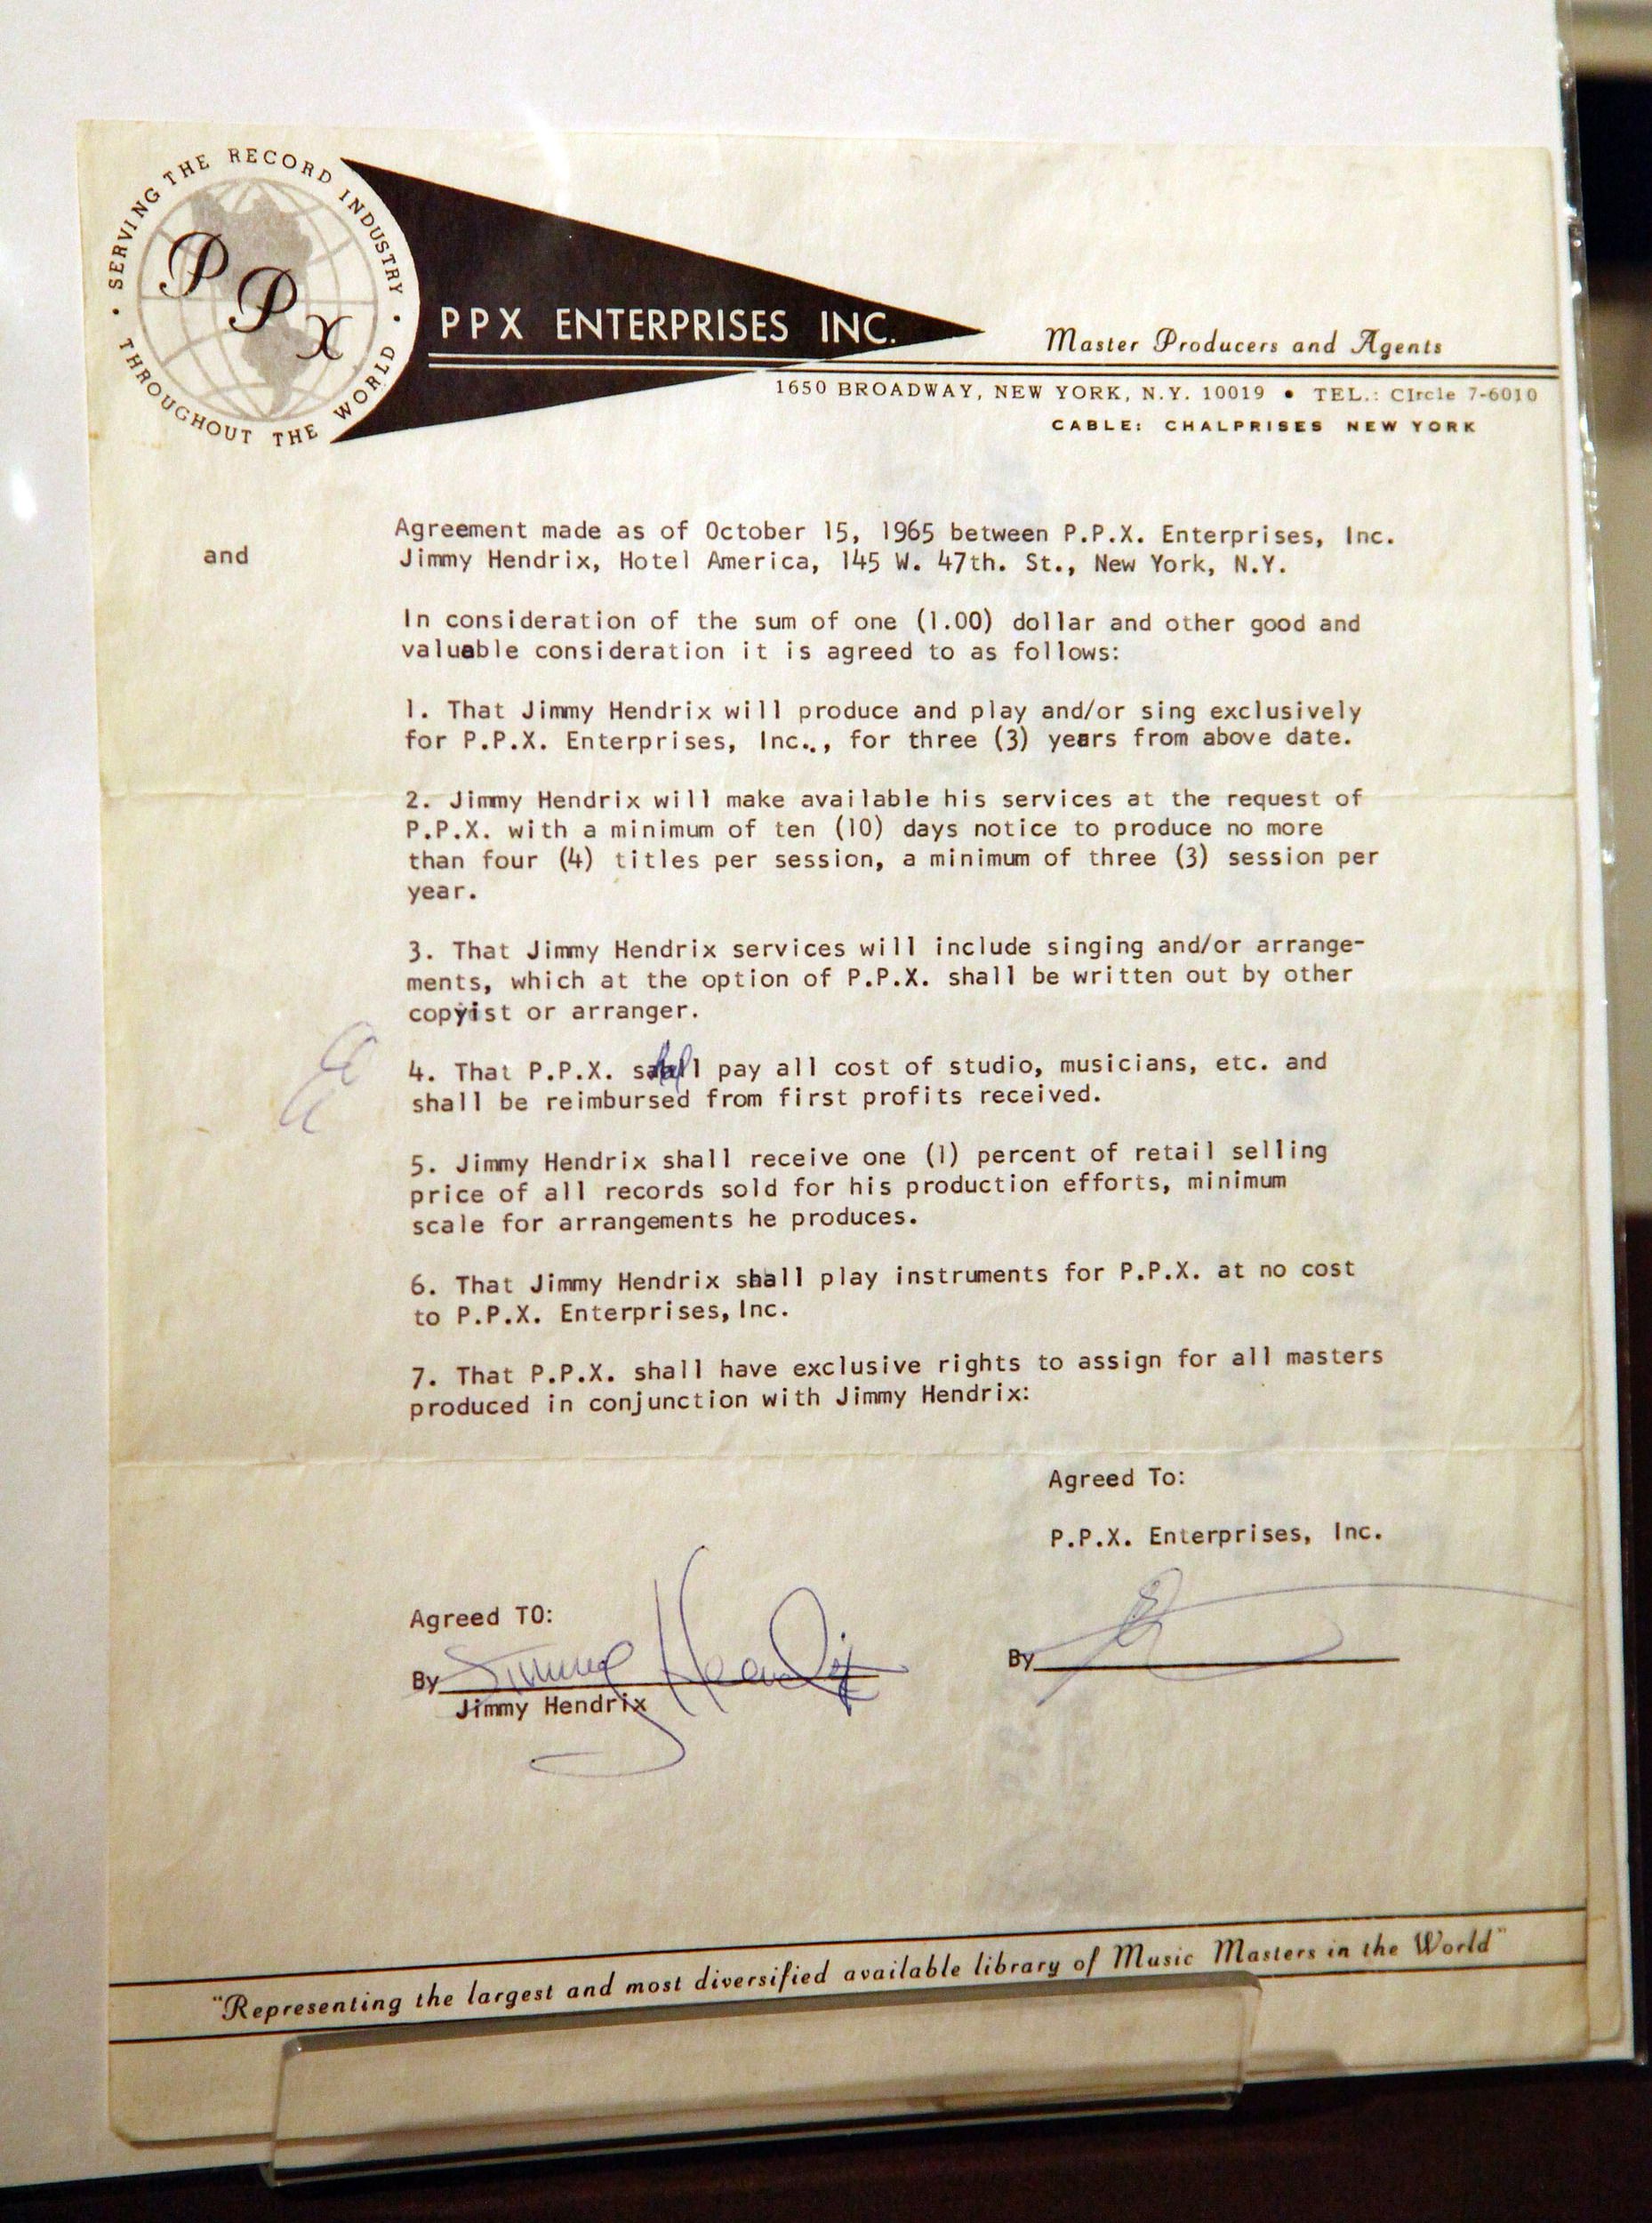 SERVING THE RECORD INDUSTRY
THROUGHOUT THE WORLD
PPX
PPX ENTERPRISES INC.
Master Producers and Agents
1650 BROADWAY, NEW YORK, N.Y. 10019 • TEL.: CIrcle 7-6010
CABLE: CHALPRISES NEW YORK
Agreement made as of October 15, 1965 between P.P.X. Enterprises, Inc.
and Jimmy Hendrix, Hotel America, 145 W. 47th. St., New York, N.Y.
In consideration of the sum of one (1.00) dollar and other good and
valuable consideration it is agreed to as follows:
1. That Jimmy Hendrix will produce and play and/or sing exclusively
for P.P.X. Enterprises, Inc., for three (3) years from above date.
2. Jimmy Hendrix will make available his services at the request of
P.P.X. with a minimum of ten (10) days notice to produce no more
than four (4) titles per session, a minimum of three (3) session per
year.
3. That Jimmy Hendrix services will include singing and/or arrange-
ments, which at the option of P.P.X. shall be written out by other
copyist or arranger.
4. That P.P.X. shall pay all cost of studio, musicians, etc. and
shall be reimbursed from first profits received.
5. Jimmy Hendrix shall receive one (1) percent of retail selling
price of all records sold for his production efforts, minimum
scale for arrangements he produces.
6. That Jimmy Hendrix shall play instruments for P.P.X. at no cost
to P.P.X. Enterprises,Inc.
7. That P.P.X. shall have exclusive rights to assign for all masters
produced in conjunction with Jimmy Hendrix:
Agreed To:
P.P.X. Enterprises, Inc.
By
Agreed TO:
By Jimmy Hendrix
Jimmy Hendrix
"Representing the largest and most diversified available library of Music Masters in the World"